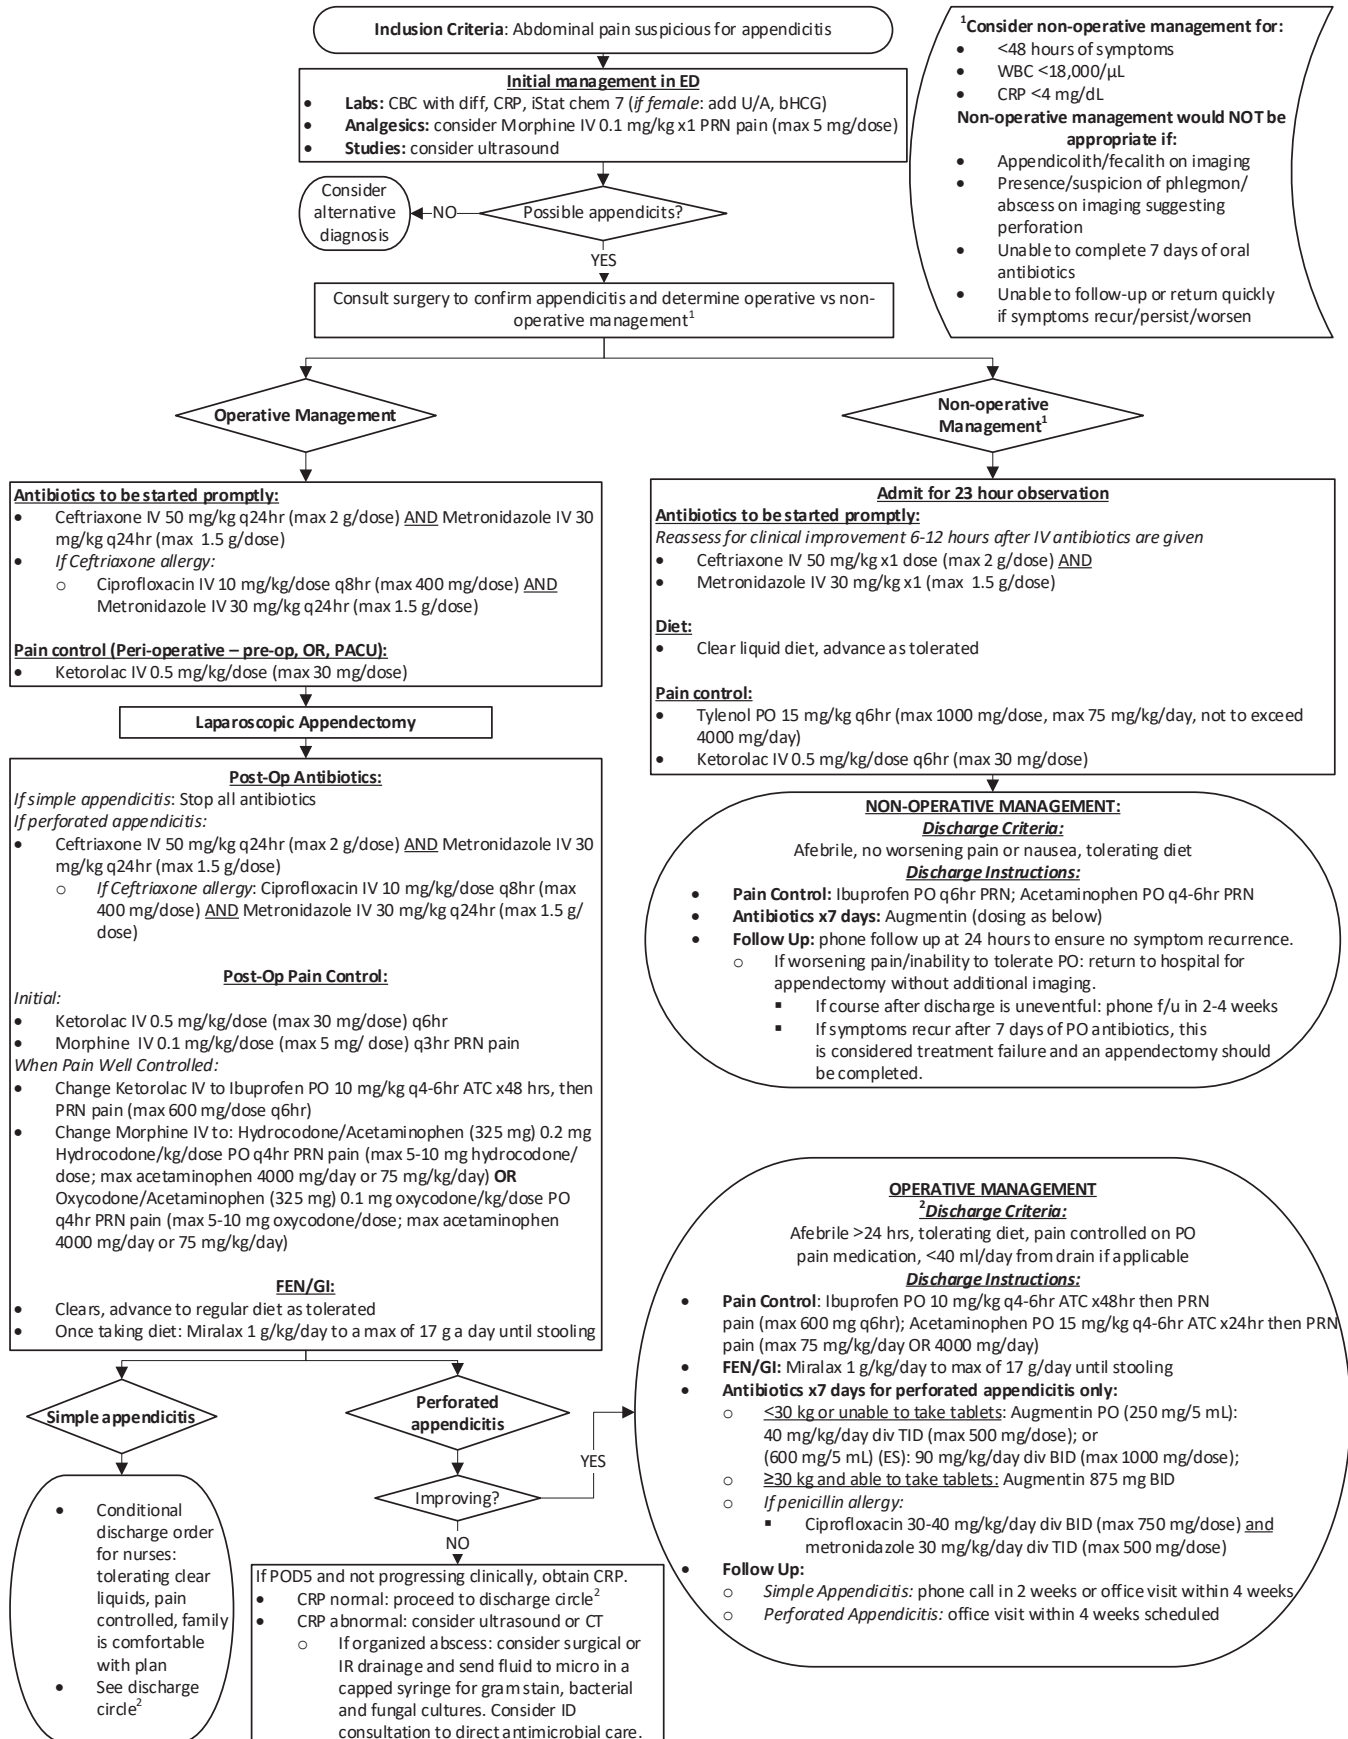 Inclusion Criteria: Abdominal pain suspicious for appendicitis
Initial management in ED
• Labs: CBC with diff, CRP, iStat chem 7 (if female: add U/A, bHCG)
• Analgesics: consider Morphine IV 0.1 mg/kg x1 PRN pain (max 5 mg/dose)
• Studies: consider ultrasound
1Consider non-operative management for:
• <48 hours of symptoms
• WBC <18,000/µL
• CRP <4 mg/dL
Non-operative management would NOT be
appropriate if:
• Appendicolith/fecalith on imaging
• Presence/suspicion of phlegmon/
abscess on imaging suggesting
perforation
• Unable to complete 7 days of oral
antibiotics
• Unable to follow-up or return quickly
if symptoms recur/persist/worsen
Possible appendicits?
NO
Consider
alternative
diagnosis
YES
Consult surgery to confirm appendicitis and determine operative vs non-
operative management1
Operative Management
Non-operative
Management1
Antibiotics to be started promptly:
• Ceftriaxone IV 50 mg/kg q24hr (max 2 g/dose) AND Metronidazole IV 30
mg/kg q24hr (max 1.5 g/dose)
• If Ceftriaxone allergy:
o Ciprofloxacin IV 10 mg/kg/dose q8hr (max 400 mg/dose) AND
Metronidazole IV 30 mg/kg q24hr (max 1.5 g/dose)
Pain control (Peri-operative – pre-op, OR, PACU):
• Ketorolac IV 0.5 mg/kg/dose (max 30 mg/dose)
Laparoscopic Appendectomy
Post-Op Antibiotics:
If simple appendicitis: Stop all antibiotics
If perforated appendicitis:
• Ceftriaxone IV 50 mg/kg q24hr (max 2 g/dose) AND Metronidazole IV 30
mg/kg q24hr (max 1.5 g/dose)
o If Ceftriaxone allergy: Ciprofloxacin IV 10 mg/kg/dose q8hr (max
400 mg/dose) AND Metronidazole IV 30 mg/kg q24hr (max 1.5 g/
dose)
Post-Op Pain Control:
Initial:
• Ketorolac IV 0.5 mg/kg/dose (max 30 mg/dose) q6hr
• Morphine IV 0.1 mg/kg/dose (max 5 mg/ dose) q3hr PRN pain
When Pain Well Controlled:
• Change Ketorolac IV to Ibuprofen PO 10 mg/kg q4-6hr ATC x48 hrs, then
PRN pain (max 600 mg/dose q6hr)
• Change Morphine IV to: Hydrocodone/Acetaminophen (325 mg) 0.2 mg
Hydrocodone/kg/dose PO q4hr PRN pain (max 5-10 mg hydrocodone/
dose; max acetaminophen 4000 mg/day or 75 mg/kg/day) OR
Oxycodone/Acetaminophen (325 mg) 0.1 mg oxycodone/kg/dose PO
q4hr PRN pain (max 5-10 mg oxycodone/dose; max acetaminophen
4000 mg/day or 75 mg/kg/day)
FEN/GI:
• Clears, advance to regular diet as tolerated
• Once taking diet: Miralax 1 g/kg/day to a max of 17 g a day until stooling
Simple appendicitis
• Conditional
discharge order
for nurses:
tolerating clear
liquids, pain
controlled, family
is comfortable
with plan
• See discharge
circle2
Perforated
appendicitis
Improving?
YES
NO
If POD5 and not progressing clinically, obtain CRP.
• CRP normal: proceed to discharge circle2
• CRP abnormal: consider ultrasound or CT
o If organized abscess: consider surgical or
IR drainage and send fluid to micro in a
capped syringe for gram stain, bacterial
and fungal cultures. Consider ID
consultation to direct antimicrobial care.
Admit for 23 hour observation
Antibiotics to be started promptly:
Reassess for clinical improvement 6-12 hours after IV antibiotics are given
• Ceftriaxone IV 50 mg/kg x1 dose (max 2 g/dose) AND
• Metronidazole IV 30 mg/kg x1 (max 1.5 g/dose)
Diet:
• Clear liquid diet, advance as tolerated
Pain control:
• Tylenol PO 15 mg/kg q6hr (max 1000 mg/dose, max 75 mg/kg/day, not to exceed
4000 mg/day)
• Ketorolac IV 0.5 mg/kg/dose q6hr (max 30 mg/dose)
NON-OPERATIVE MANAGEMENT:
Discharge Criteria:
Afebrile, no worsening pain or nausea, tolerating diet
Discharge Instructions:
• Pain Control: Ibuprofen PO q6hr PRN; Acetaminophen PO q4-6hr PRN
• Antibiotics x7 days: Augmentin (dosing as below)
• Follow Up: phone follow up at 24 hours to ensure no symptom recurrence.
o If worsening pain/inability to tolerate PO: return to hospital for
appendectomy without additional imaging.
▪ If course after discharge is uneventful: phone f/u in 2-4 weeks
▪ If symptoms recur after 7 days of PO antibiotics, this
is considered treatment failure and an appendectomy should
be completed.
OPERATIVE MANAGEMENT
2Discharge Criteria:
Afebrile >24 hrs, tolerating diet, pain controlled on PO
pain medication, <40 ml/day from drain if applicable
Discharge Instructions:
• Pain Control: Ibuprofen PO 10 mg/kg q4-6hr ATC x48hr then PRN
pain (max 600 mg q6hr); Acetaminophen PO 15 mg/kg q4-6hr ATC x24hr then PRN
pain (max 75 mg/kg/day OR 4000 mg/day)
• FEN/GI: Miralax 1 g/kg/day to max of 17 g/day until stooling
• Antibiotics x7 days for perforated appendicitis only:
o <30 kg or unable to take tablets: Augmentin PO (250 mg/5 mL):
40 mg/kg/day div TID (max 500 mg/dose); or
(600 mg/5 mL) (ES): 90 mg/kg/day div BID (max 1000 mg/dose);
o ≥30 kg and able to take tablets: Augmentin 875 mg BID
o If penicillin allergy:
▪ Ciprofloxacin 30-40 mg/kg/day div BID (max 750 mg/dose) and
metronidazole 30 mg/kg/day div TID (max 500 mg/dose)
• Follow Up:
o Simple Appendicitis: phone call in 2 weeks or office visit within 4 weeks
o Perforated Appendicitis: office visit within 4 weeks scheduled